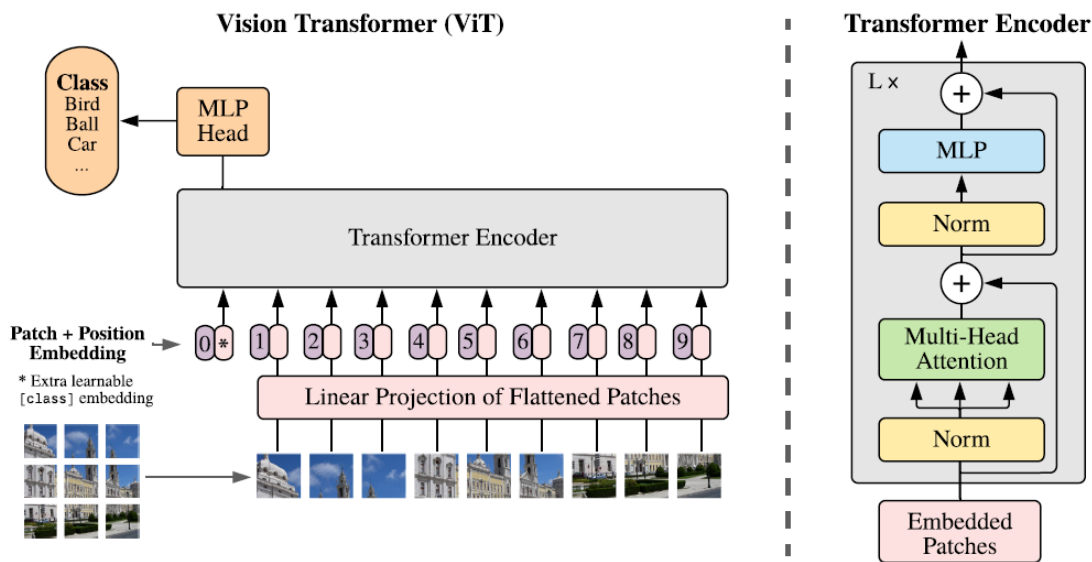 Vision Transformer (ViT)
Class
Bird
Ball
Car
...
MLP
Head
Transformer Encoder
Patch + Position
Embedding
* Extra learnable
[class] embedding
0 * 1 2 3 4 5 6 7 8 9
Linear Projection of Flattened Patches
Transformer Encoder
L ×
+
MLP
Norm
+
Multi-Head
Attention
Norm
Embedded
Patches